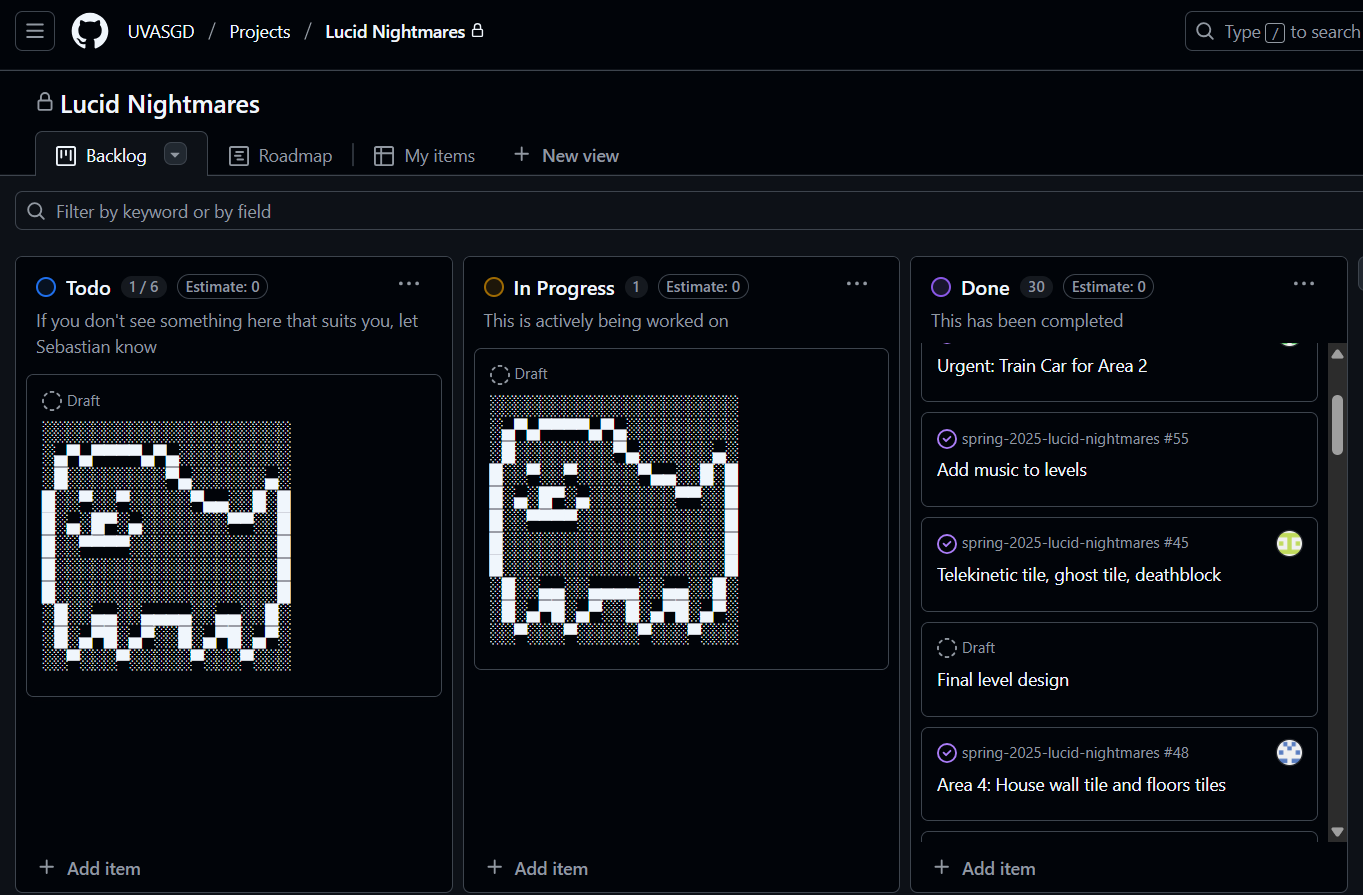 UVASGD / Projects / Lucid Nightmares
Type / to search
Lucid Nightmares
Backlog
Roadmap
My items
New view
Filter by keyword or by field
Todo 1 / 6 Estimate: 0
If you don't see something here that suits you, let
Sebastian know
Draft
Add item
In Progress 1 Estimate: 0
This is actively being worked on
Draft
Add item
Done 30 Estimate: 0
This has been completed
Urgent: Train Car for Area 2
spring-2025-lucid-nightmares #55
Add music to levels
spring-2025-lucid-nightmares #45
Telekinetic tile, ghost tile, deathblock
Draft
Final level design
spring-2025-lucid-nightmares #48
Area 4: House wall tile and floors tiles
Add item